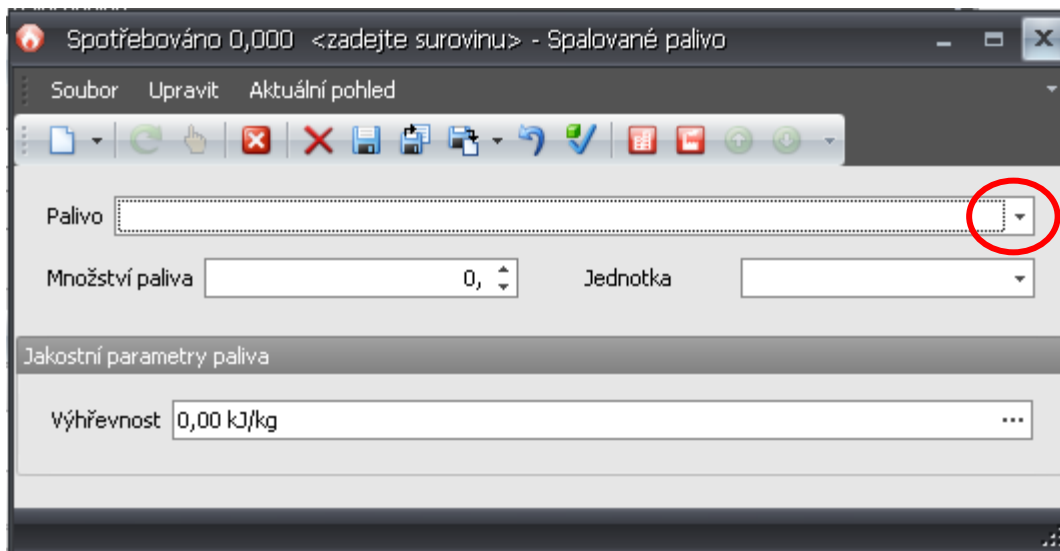 Spotřebováno 0,000 <zadejte surovinu> - Spalované palivo
Soubor Upravit Aktuální pohled
Palivo
Množství paliva 0, Jednotka
Jakostní parametry paliva
Výhřevnost 0,00 kJ/kg ...